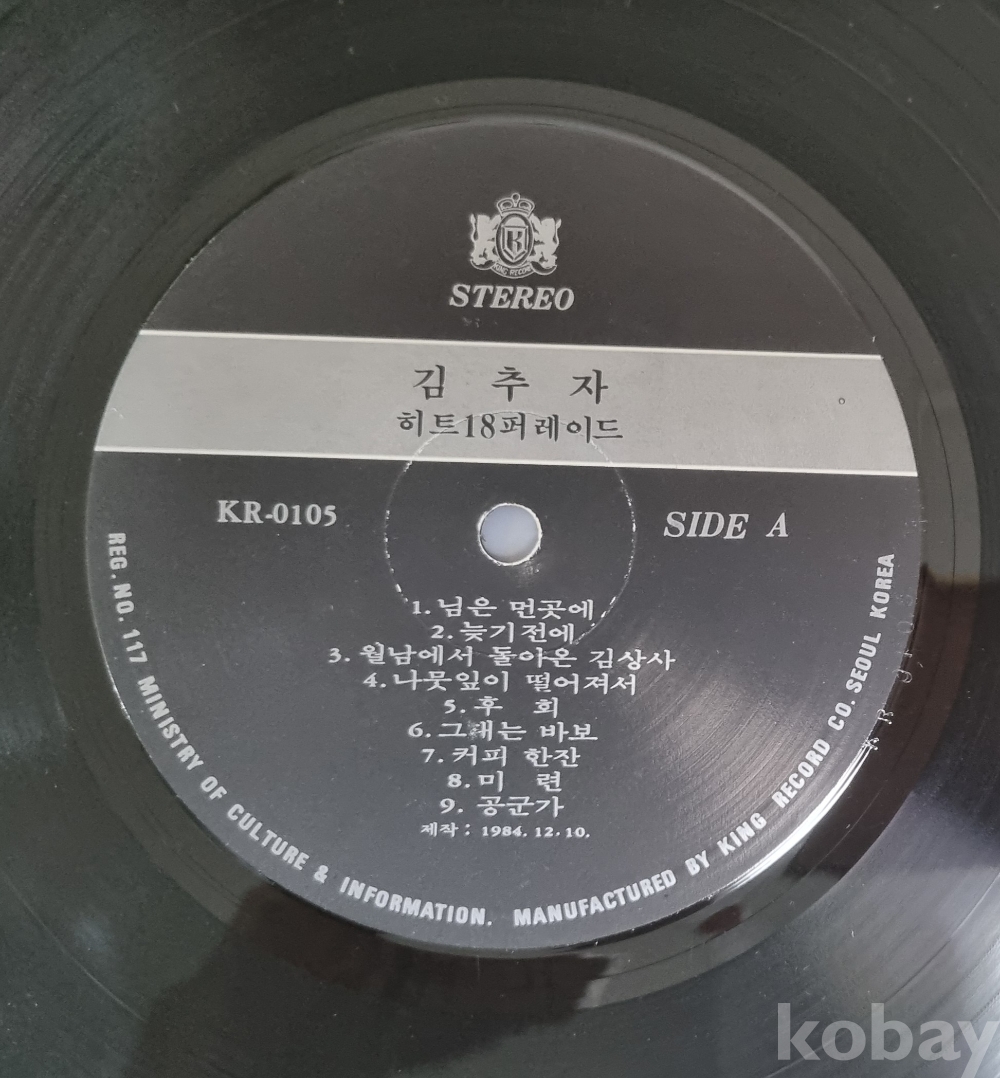 KING RECORD
STEREO
김 추 자
히트18퍼레이드
KR-0105
SIDE A
1. 님은 먼곳에
2. 늦기전에
3. 월남에서 돌아온 김상사
4. 나뭇잎이 떨어져서
5. 후 회
6. 그대는 바보
7. 커피 한잔
8. 미 련
9. 공군가
제작 : 1984. 12. 10.
REG. NO. 117 MINISTRY OF CULTURE & INFORMATION. MANUFACTURED BY KING RECORD CO. SEOUL KOREA
kobay